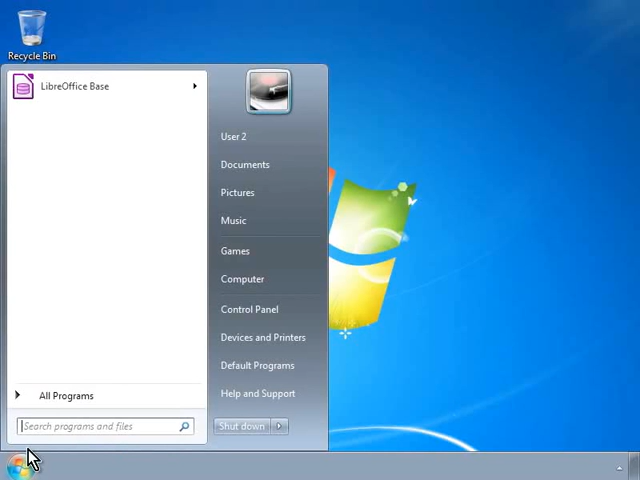 Recycle Bin
LibreOffice Base
User 2
Documents
Pictures
Music
Games
Computer
Control Panel
Devices and Printers
Default Programs
Help and Support
All Programs
Search programs and files
Shut down